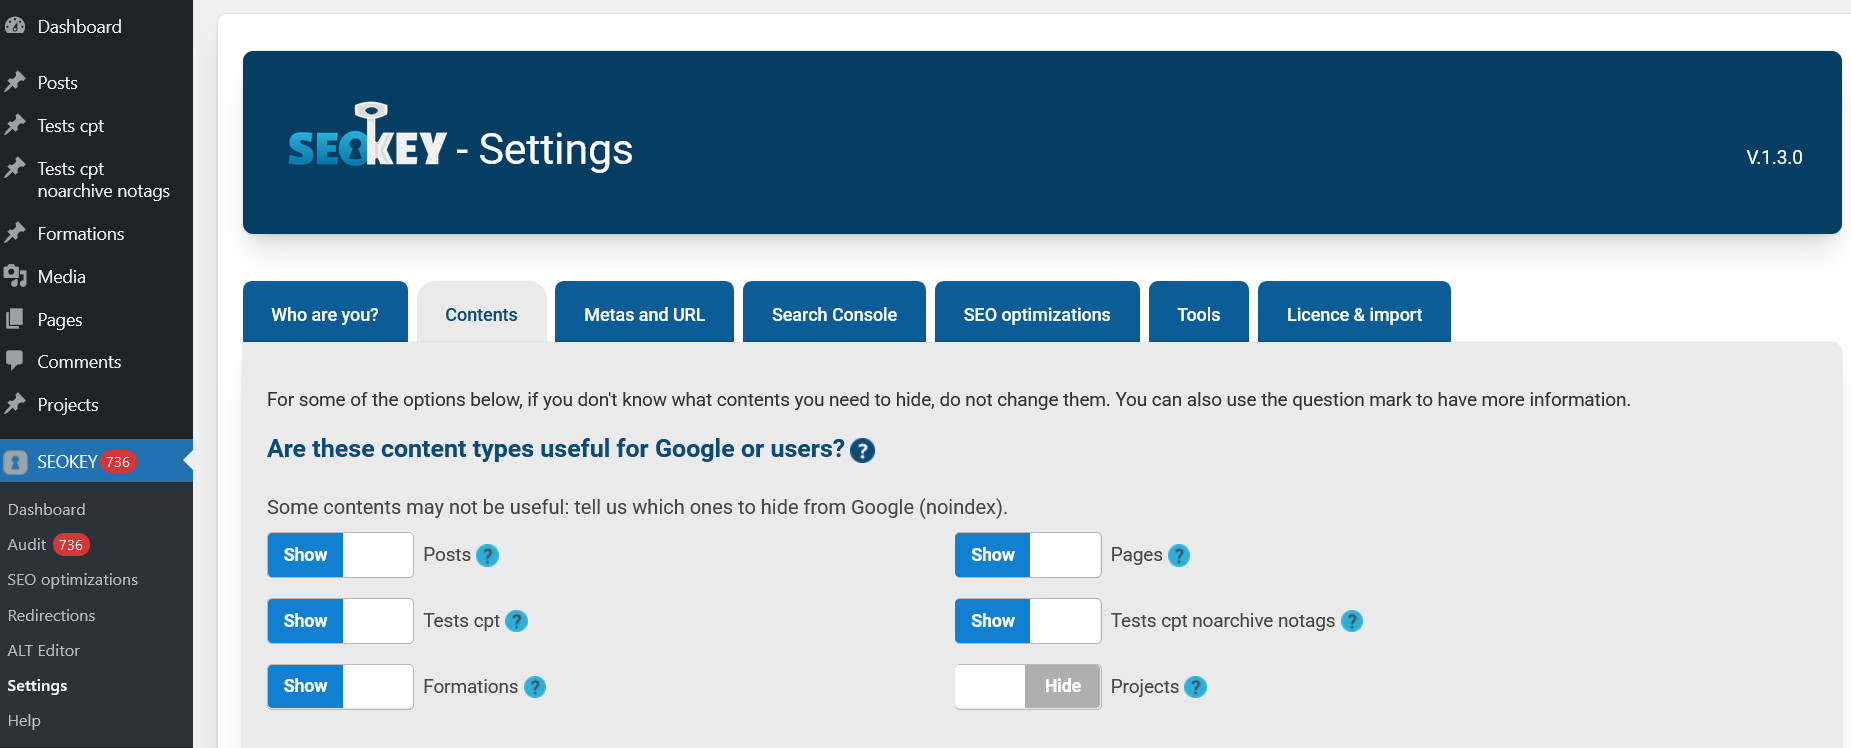 Dashboard
Posts
Tests cpt
Tests cpt
noarchive notags
Formations
Media
Pages
Comments
Projects
SEOKEY 736
Dashboard
Audit 736
SEO optimizations
Redirections
ALT Editor
Settings
Help
SEOKEY - Settings
V.1.3.0
Who are you?
Contents
Metas and URL
Search Console
SEO optimizations
Tools
Licence & import
For some of the options below, if you don't know what contents you need to hide, do not change them. You can also use the question mark to have more information.
Are these content types useful for Google or users? ?
Some contents may not be useful: tell us which ones to hide from Google (noindex).
Show Posts ?
Show Pages ?
Show Tests cpt ?
Show Tests cpt noarchive notags ?
Show Formations ?
Hide Projects ?